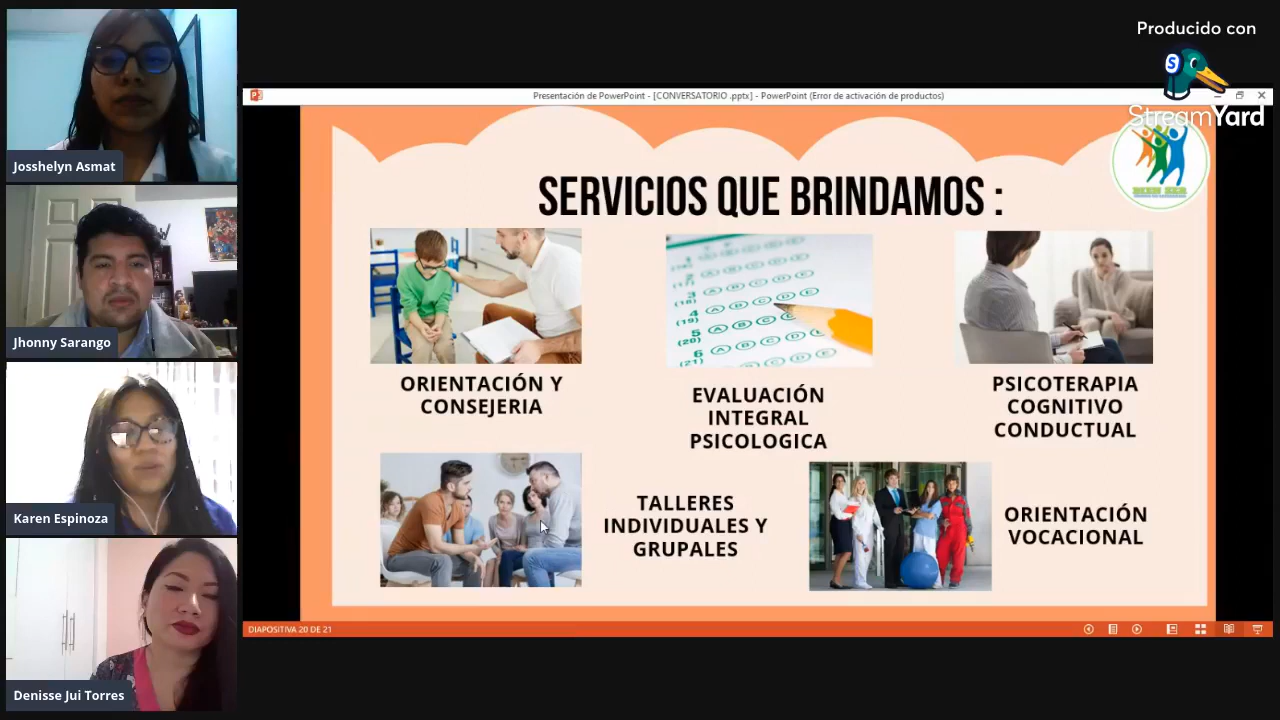 Producido con
StreamYard
Presentación de PowerPoint - [CONVERSATORIO .pptx] - PowerPoint (Error de activación de productos)
SERVICIOS QUE BRINDAMOS :
ORIENTACIÓN Y
CONSEJERIA
EVALUACIÓN
INTEGRAL
PSICOLOGICA
PSICOTERAPIA
COGNITIVO
CONDUCTUAL
TALLERES
INDIVIDUALES Y
GRUPALES
ORIENTACIÓN
VOCACIONAL
DIAPOSITIVA 20 DE 21
Josshelyn Asmat
Jhonny Sarango
Karen Espinoza
Denisse Jui Torres